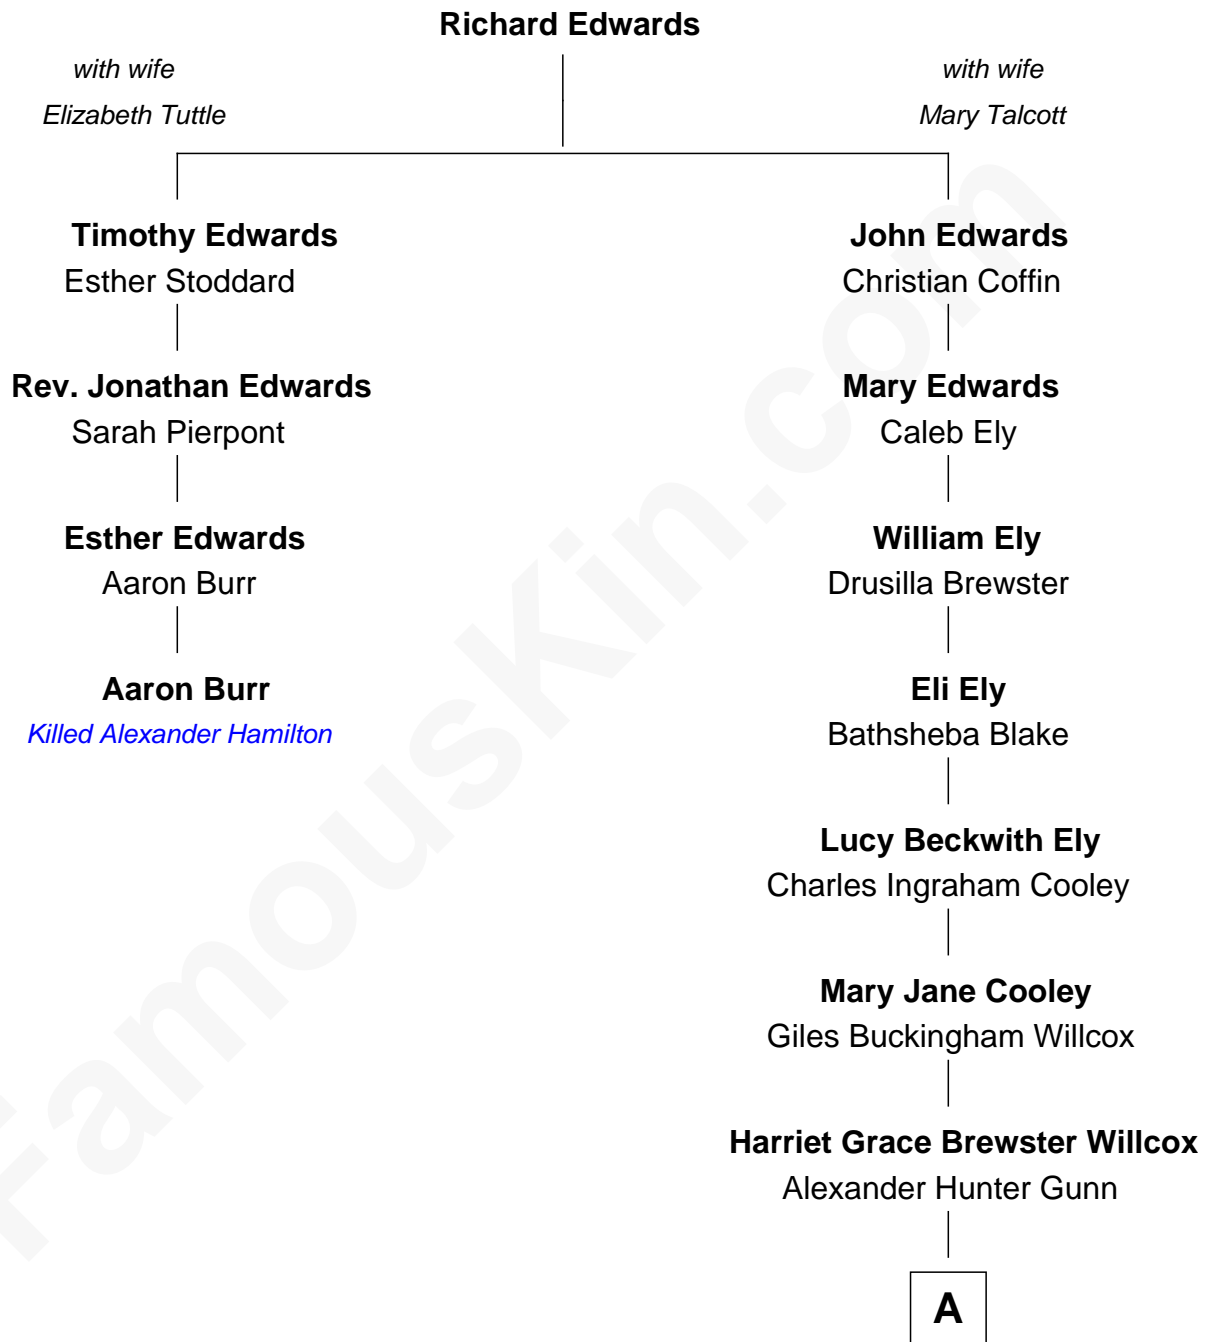 Richard Edwards
with wife
Elizabeth Tuttle
with wife
Mary Talcott
Timothy Edwards
Esther Stoddard
John Edwards
Christian Coffin
Rev. Jonathan Edwards
Sarah Pierpont
Mary Edwards
Caleb Ely
Esther Edwards
Aaron Burr
William Ely
Drusilla Brewster
Aaron Burr
Killed Alexander Hamilton
Eli Ely
Bathsheba Blake
Lucy Beckwith Ely
Charles Ingraham Cooley
Mary Jane Cooley
Giles Buckingham Willcox
Harriet Grace Brewster Willcox
Alexander Hunter Gunn
A
FamousKin.com